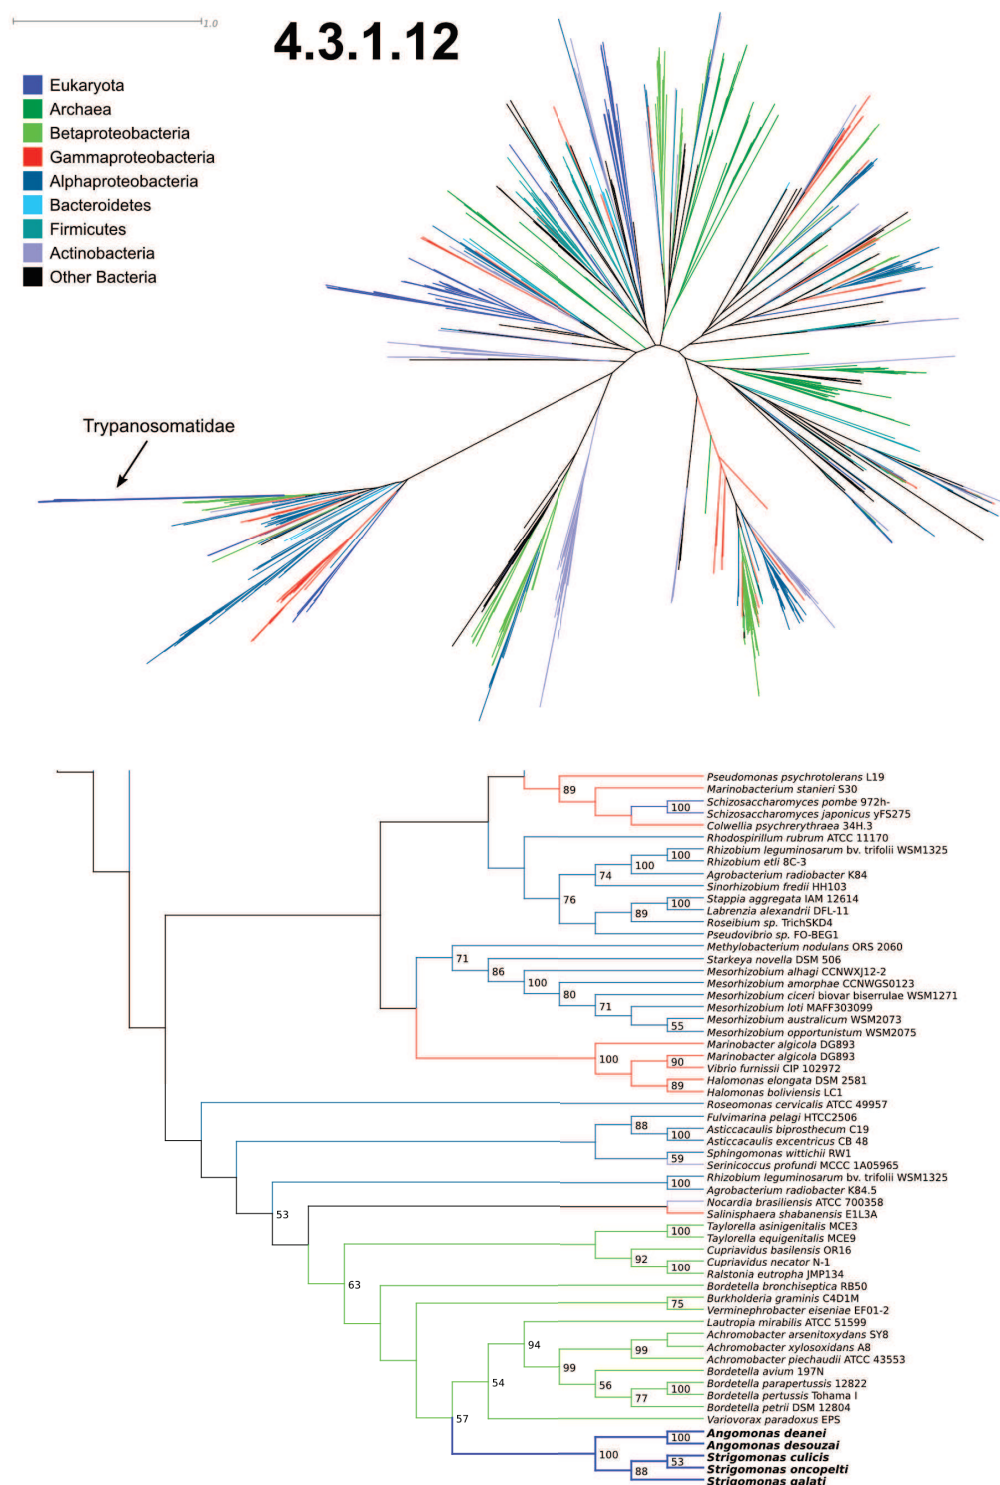 1.0
4.3.1.12
Eukaryota
Archaea
Betaproteobacteria
Gammaproteobacteria
Alphaproteobacteria
Bacteroidetes
Firmicutes
Actinobacteria
Other Bacteria
Trypanosomatidae
Pseudomonas psychrotolerans L19
89
Marinobacterium stanieri S30
Schizosaccharomyces pombe 972h-
100
Schizosaccharomyces japonicus yFS275
Colwellia psychrerythraea 34H.3
Rhodospirillum rubrum ATCC 11170
Rhizobium leguminosarum bv. trifolii WSM1325
100
Rhizobium etli 8C-3
100
Agrobacterium radiobacter K84
74
Sinorhizobium fredii HH103
76
Stappia aggregata IAM 12614
100
Labrenzia alexandrii DFL-11
89
Roseibium sp. TrichSKD4
Pseudovibrio sp. FO-BEG1
Methylobacterium nodulans ORS 2060
71
Starkeya novella DSM 506
86
Mesorhizobium alhagi CCNWXJ12-2
100
Mesorhizobium amorphae CCNWGS0123
80
Mesorhizobium ciceri biovar biserrulae WSM1271
71
Mesorhizobium loti MAFF303099
Mesorhizobium australicum WSM2073
55
Mesorhizobium opportunistum WSM2075
Marinobacter algicola DG893
100
Marinobacter algicola DG893
90
Vibrio furnissii CIP 102972
Halomonas elongata DSM 2581
89
Halomonas boliviensis LC1
Roseomonas cervicalis ATCC 49957
Fulvimarina pelagi HTCC2506
88
Asticcacaulis biprosthecum C19
100
Asticcacaulis excentricus CB 48
Sphingomonas wittichii RW1
59
Serinicoccus profundi MCCC 1A05965
Rhizobium leguminosarum bv. trifolii WSM1325
100
Agrobacterium radiobacter K84.5
53
Nocardia brasiliensis ATCC 700358
Salinisphaera shabanensis E1L3A
Taylorella asinigenitalis MCE3
100
Taylorella equigenitalis MCE9
Cupriavidus basilensis OR16
92
Cupriavidus necator N-1
100
Ralstonia eutropha JMP134
63
Bordetella bronchiseptica RB50
Burkholderia graminis C4D1M
75
Verminephrobacter eiseniae EF01-2
Lautropia mirabilis ATCC 51599
94
Achromobacter arsenitoxydans SY8
99
Achromobacter xylosoxidans A8
Achromobacter piechaudii ATCC 43553
99
Bordetella avium 197N
54
56
Bordetella parapertussis 12822
100
Bordetella pertussis Tohama I
77
Bordetella petrii DSM 12804
57
Variovorax paradoxus EPS
Angomonas deanei
100
Angomonas desouzai
100
Strigomonas culicis
53
Strigomonas oncopelti
88
Strigomonas galati